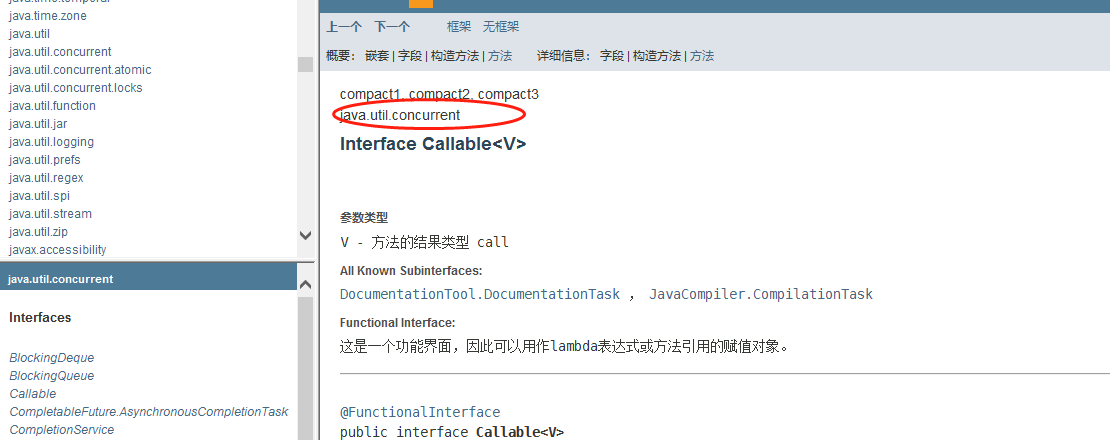 java.time.temporal
java.time.zone
java.util
java.util.concurrent
java.util.concurrent.atomic
java.util.concurrent.locks
java.util.function
java.util.jar
java.util.logging
java.util.prefs
java.util.regex
java.util.spi
java.util.stream
java.util.zip
javax.accessibility
java.util.concurrent
Interfaces
BlockingDeque
BlockingQueue
Callable
CompletableFuture.AsynchronousCompletionTask
CompletionService
上一个 下一个 框架 无框架
概要： 嵌套 | 字段 | 构造方法 | 方法 详细信息： 字段 | 构造方法 | 方法
compact1, compact2, compact3
java.util.concurrent
Interface Callable<V>
参数类型
V - 方法的结果类型 call
All Known Subinterfaces:
DocumentationTool.DocumentationTask ， JavaCompiler.CompilationTask
Functional Interface:
这是一个功能界面，因此可以用作lambda表达式或方法引用的赋值对象。
@FunctionalInterface
public interface Callable<V>